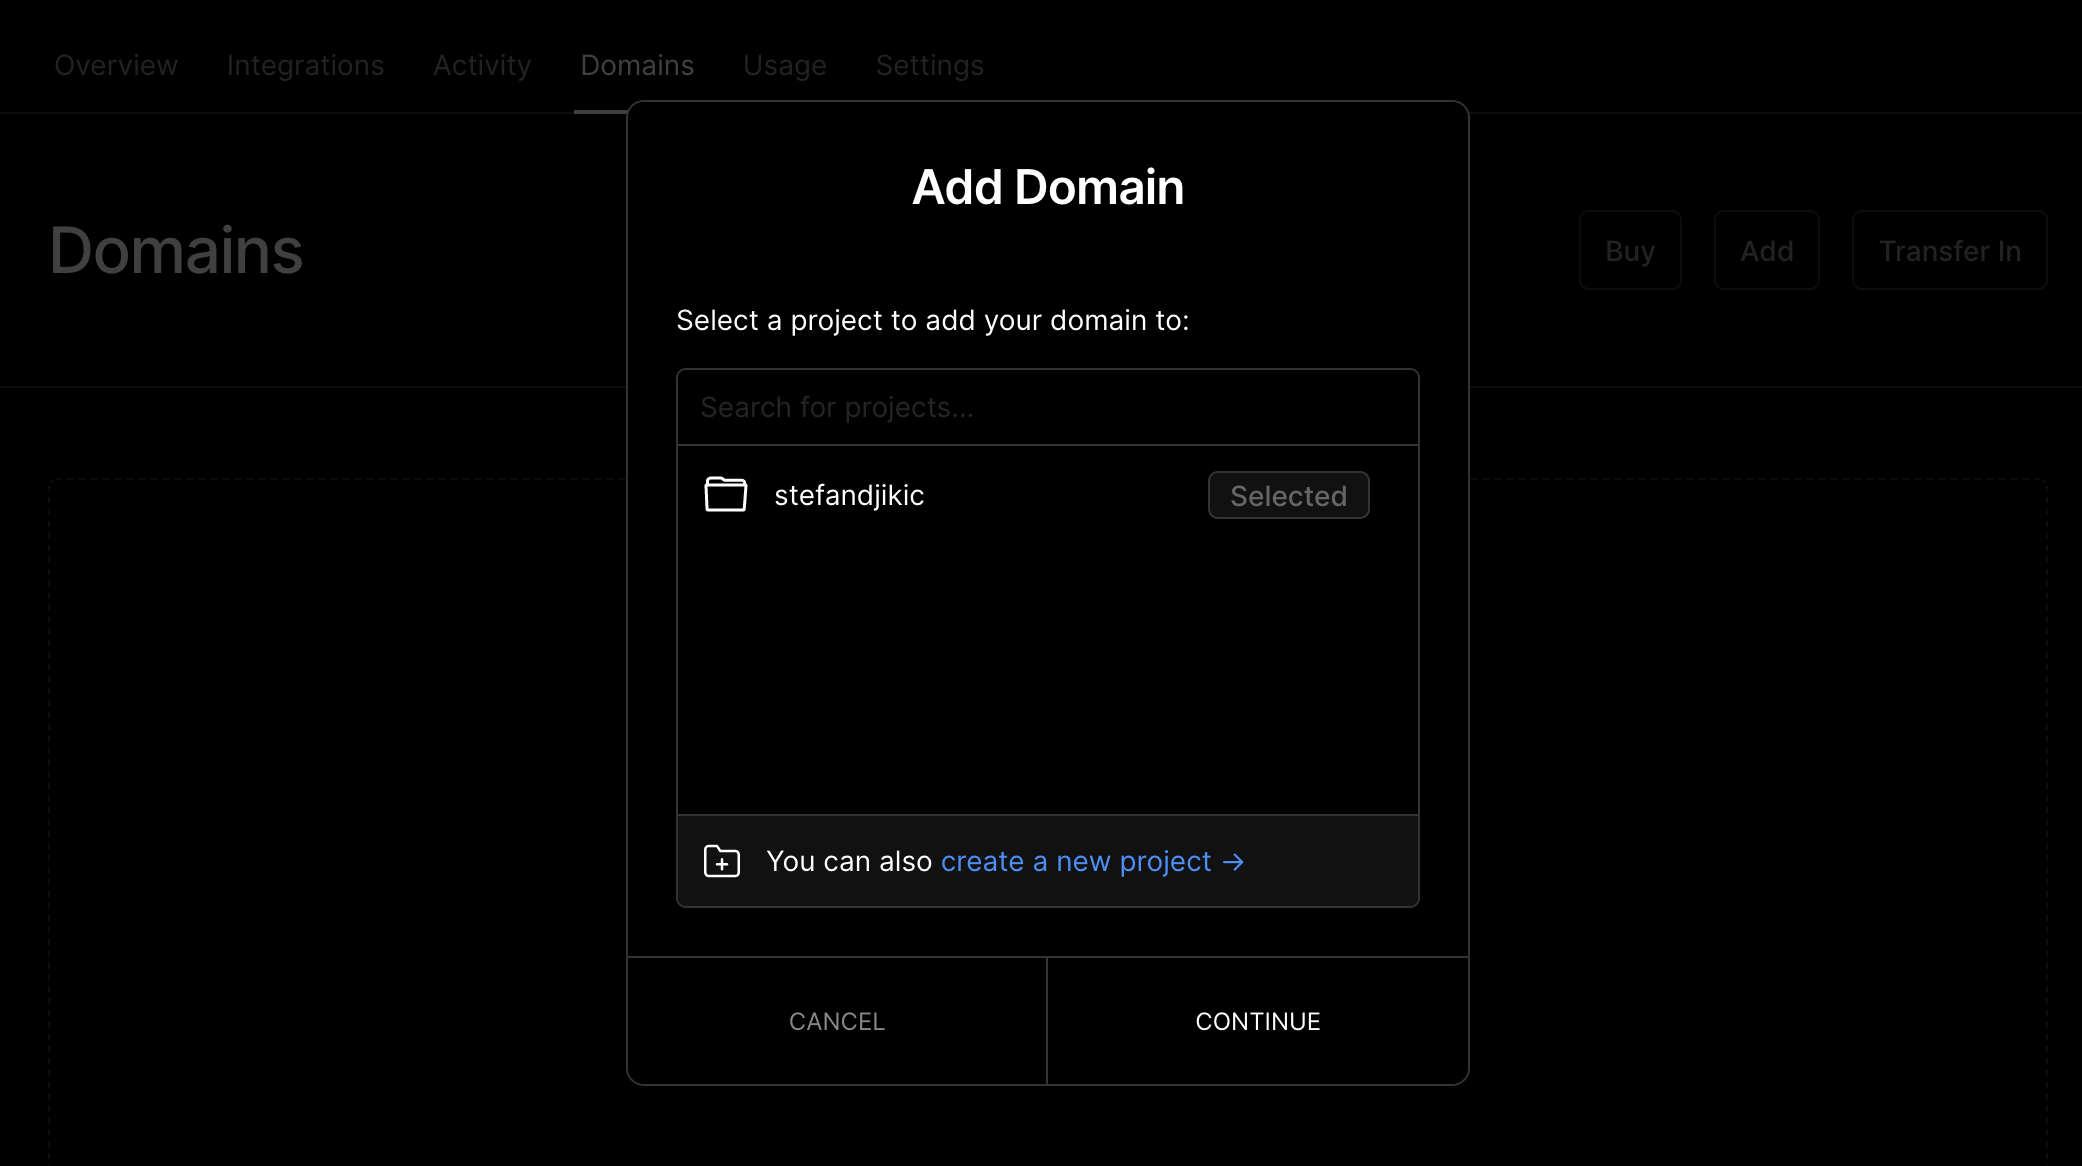 Overview Integrations Activity Domains Usage Settings
Add Domain
Domains
Buy Add Transfer In
Select a project to add your domain to:
Search for projects...
stefandjikic Selected
You can also create a new project →
CANCEL CONTINUE